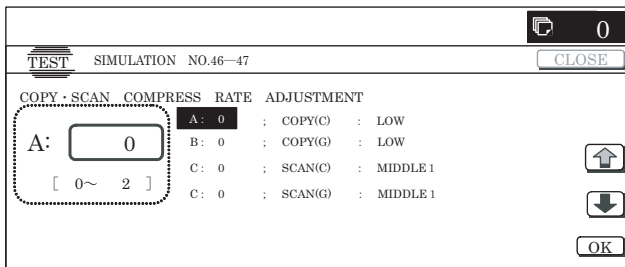 0
TEST SIMULATION NO.46—47 CLOSE
COPY・SCAN COMPRESS RATE ADJUSTMENT
A: 0
[ 0~ 2 ]
A: 0 ; COPY(C) : LOW
B: 0 ; COPY(G) : LOW
C: 0 ; SCAN(C) : MIDDLE 1
C: 0 ; SCAN(G) : MIDDLE 1
OK